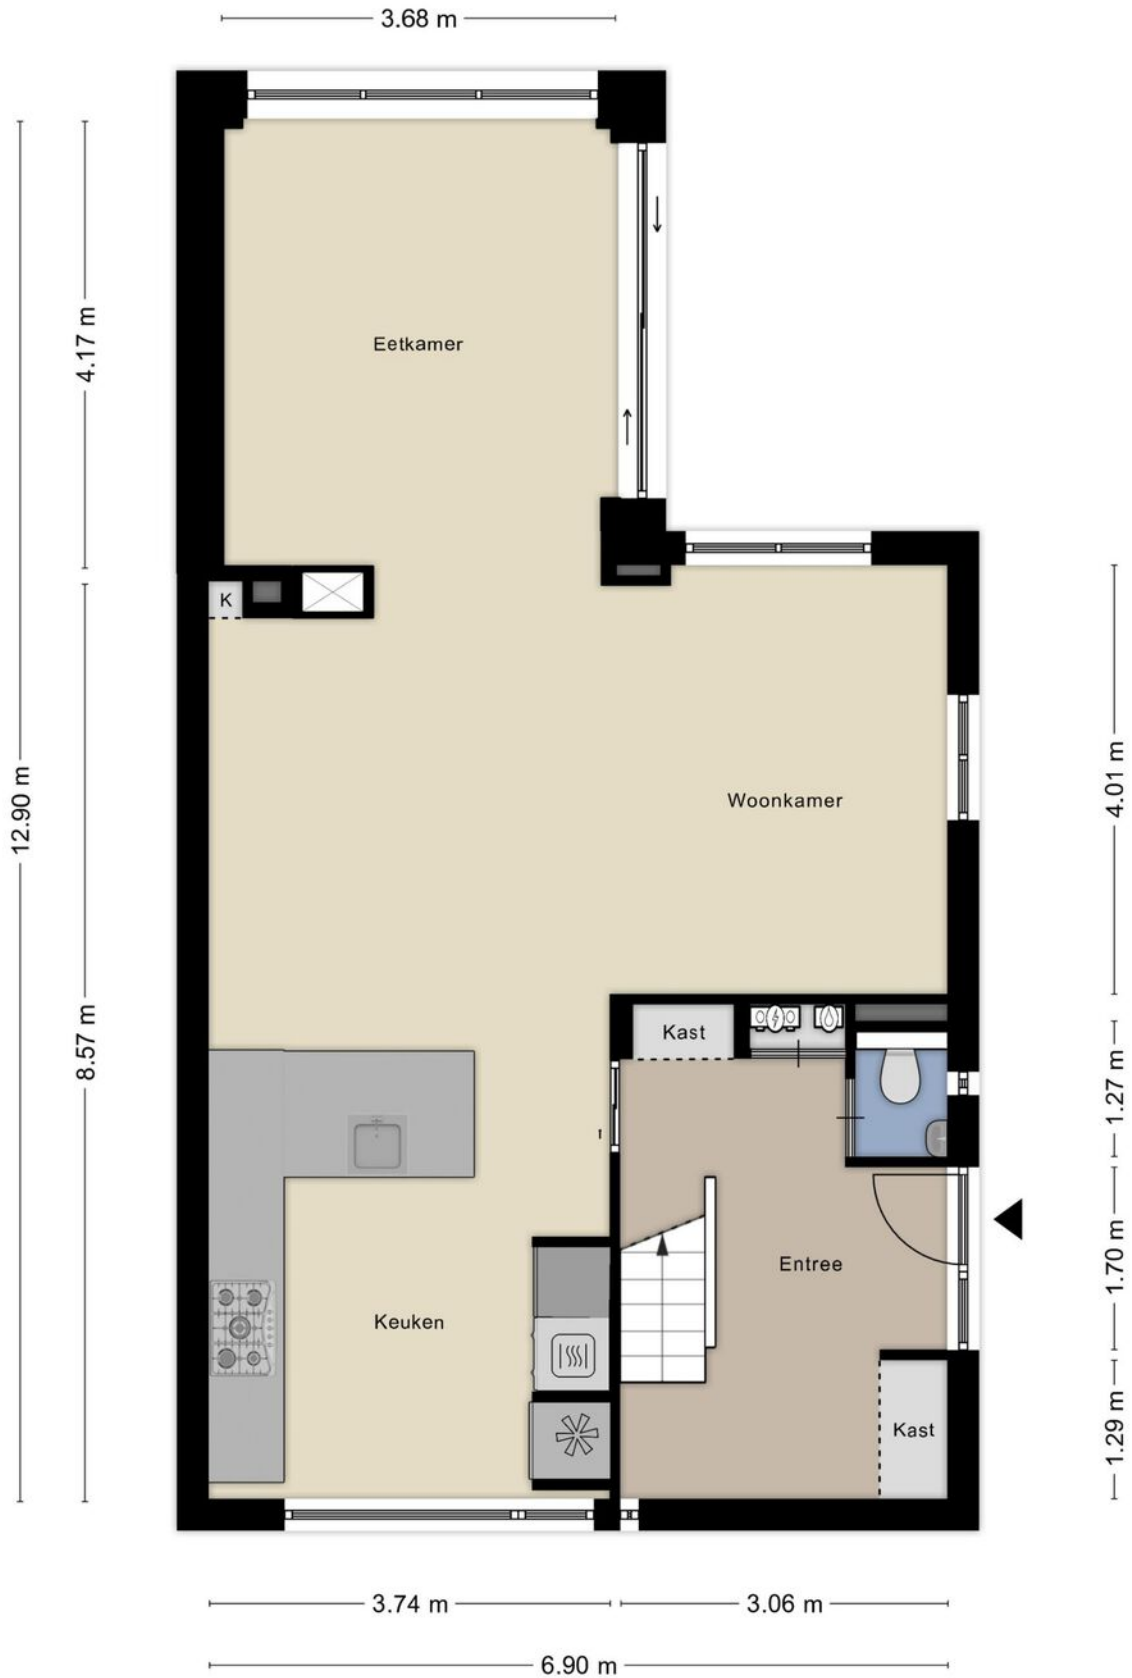 3.68 m
4.17 m
Eetkamer
K
12.90 m
Woonkamer
4.01 m
8.57 m
Kast
1.27 m
Entree
1.70 m
Keuken
Kast
1.29 m
3.74 m
3.06 m
6.90 m